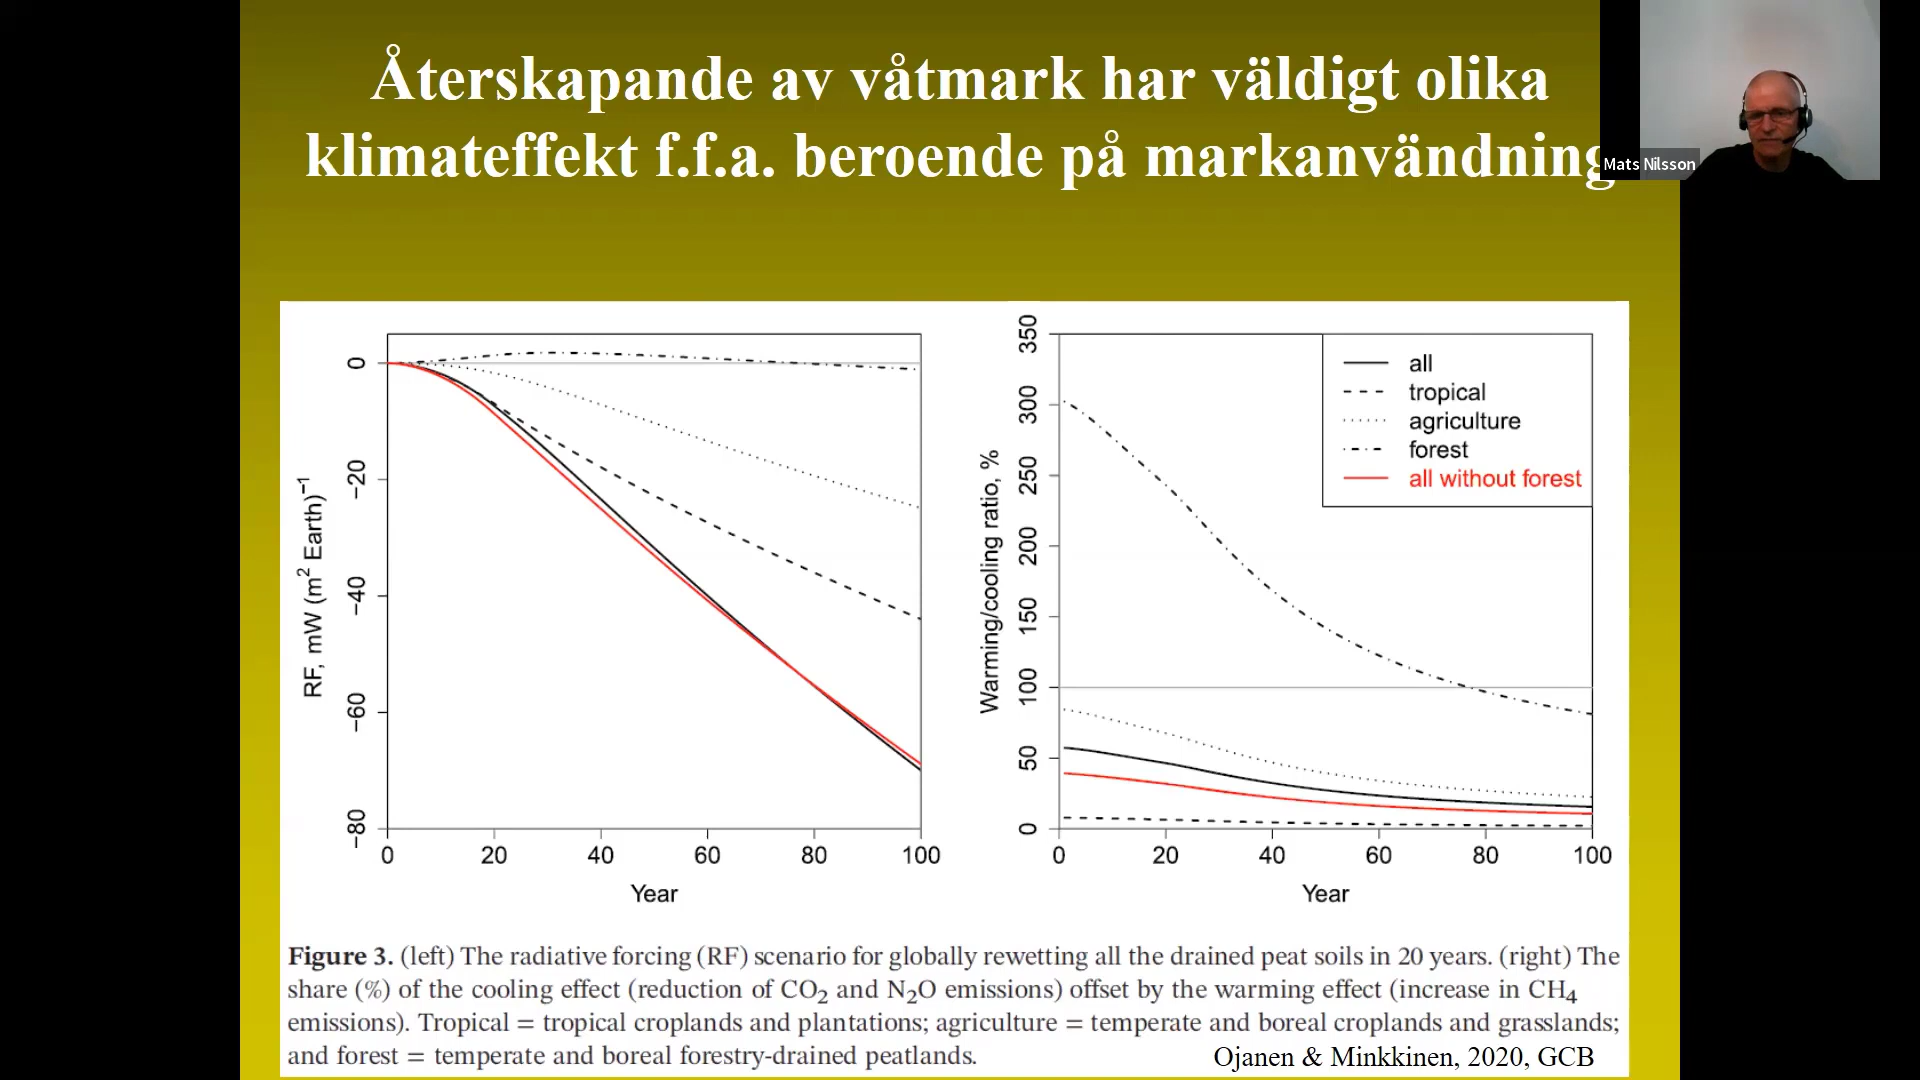 Återskapande av våtmark har väldigt olika
klimateffekt f.f.a. beroende på markanvändning
Mats Nilsson
0
−20
−40
−60
−80
RF, mW (m² Earth)⁻¹
0 20 40 60 80 100
Year
350
300
250
200
150
100
50
0
Warming/cooling ratio, %
all
tropical
agriculture
forest
all without forest
0 20 40 60 80 100
Year
Figure 3. (left) The radiative forcing (RF) scenario for globally rewetting all the drained peat soils in 20 years. (right) The
share (%) of the cooling effect (reduction of CO₂ and N₂O emissions) offset by the warming effect (increase in CH₄
emissions). Tropical = tropical croplands and plantations; agriculture = temperate and boreal croplands and grasslands;
and forest = temperate and boreal forestry-drained peatlands.
Ojanen & Minkkinen, 2020, GCB